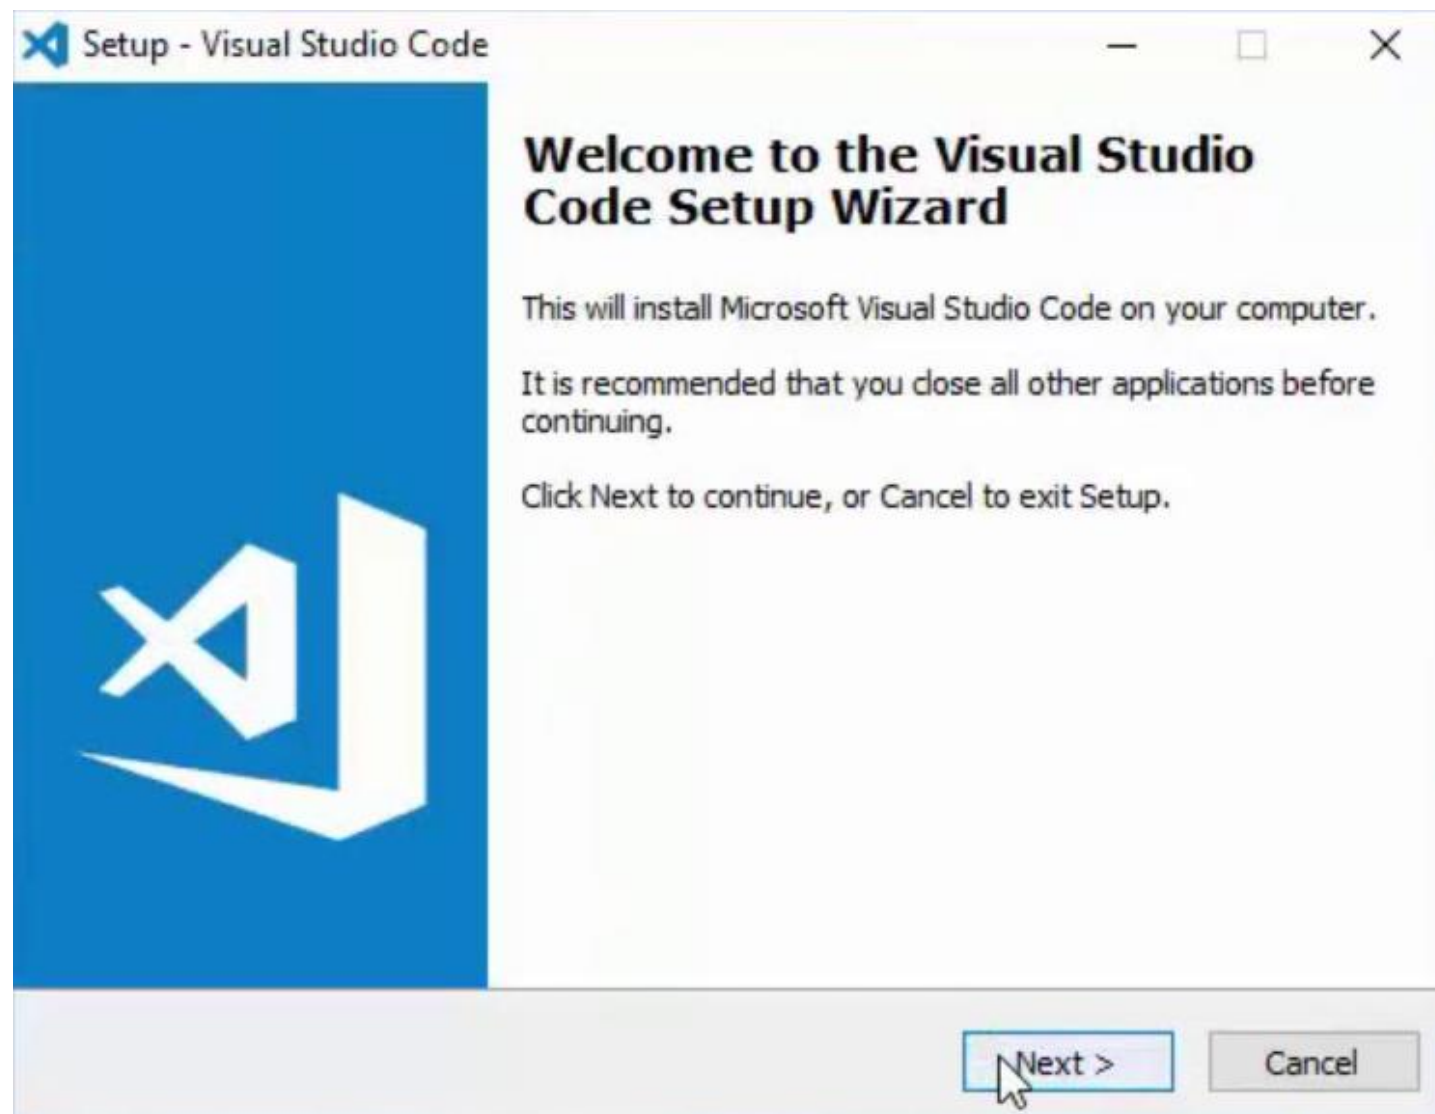 Setup - Visual Studio Code
Welcome to the Visual Studio
Code Setup Wizard
This will install Microsoft Visual Studio Code on your computer.
It is recommended that you close all other applications before
continuing.
Click Next to continue, or Cancel to exit Setup.
Next >
Cancel